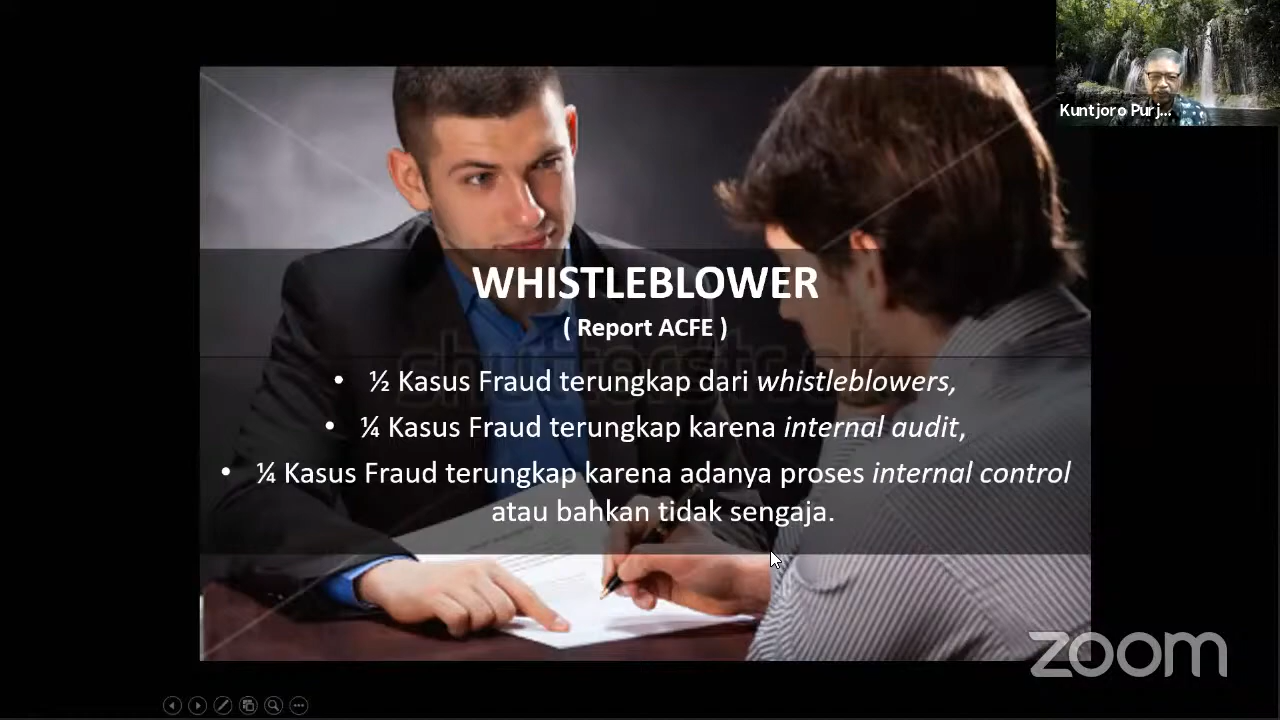 Kuntjoro Purj...
WHISTLEBLOWER
( Report ACFE )
shutterstock
• ½ Kasus Fraud terungkap dari whistleblowers,
• ¼ Kasus Fraud terungkap karena internal audit,
• ¼ Kasus Fraud terungkap karena adanya proses internal control
atau bahkan tidak sengaja.
zoom